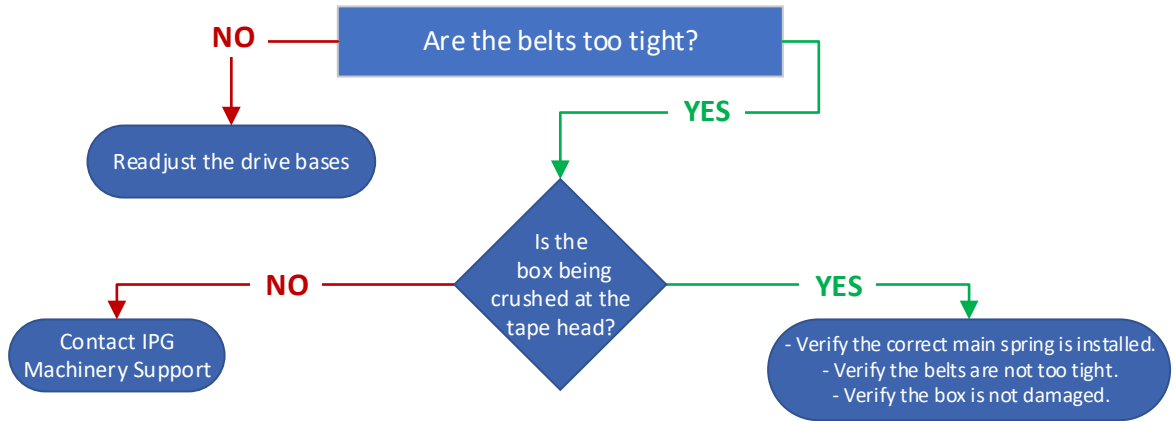 Are the belts too tight?
NO
YES
Readjust the drive bases
Is the
box being
crushed at the
tape head?
NO
YES
Contact IPG
Machinery Support
- Verify the correct main spring is installed.
- Verify the belts are not too tight.
- Verify the box is not damaged.